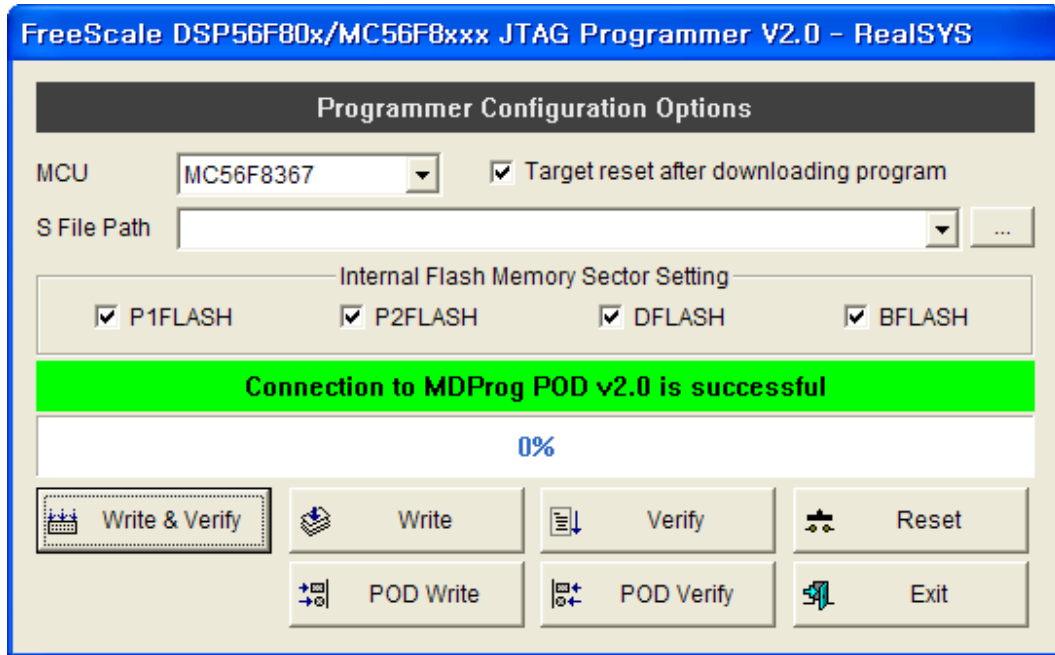 FreeScale DSP56F80x/MC56F8xxx JTAG Programmer V2.0 - RealSYS
Programmer Configuration Options
MCU MC56F8367 Target reset after downloading program
S File Path ...
Internal Flash Memory Sector Setting
P1FLASH P2FLASH DFLASH BFLASH
Connection to MDProg POD v2.0 is successful
0%
Write & Verify Write Verify Reset
POD Write POD Verify Exit